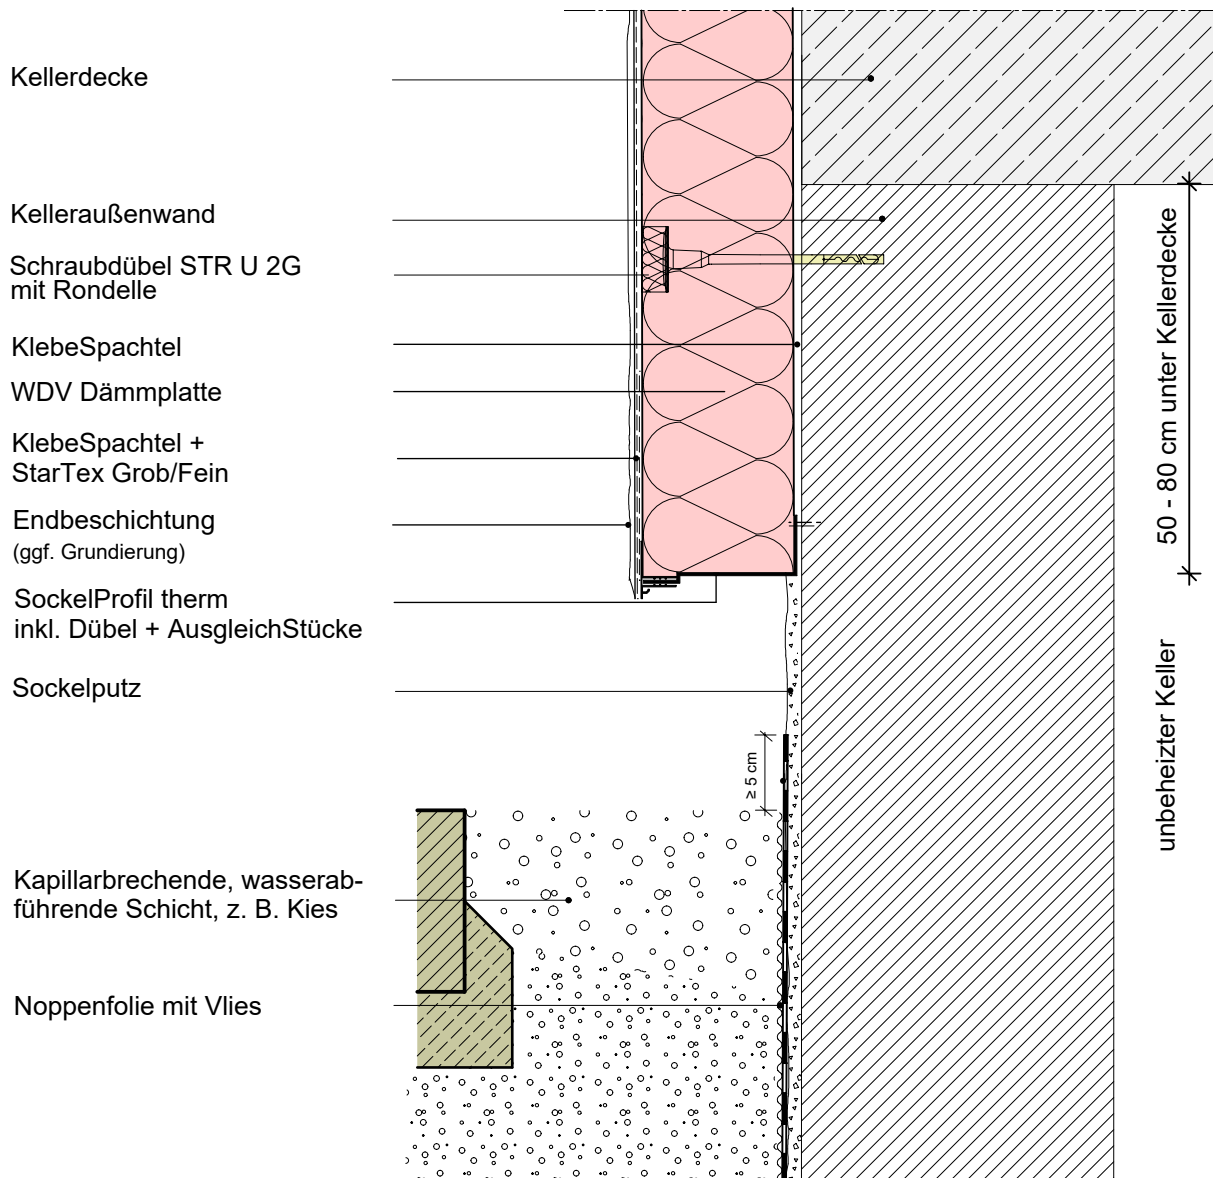 Kellerdecke
Kelleraußenwand
Schraubdübel STR U 2G
mit Rondelle
KlebeSpachtel
WDV Dämmplatte
KlebeSpachtel +
StarTex Grob/Fein
Endbeschichtung
(ggf. Grundierung)
SockelProfil therm
inkl. Dübel + AusgleichStücke
Sockelputz
Kapillarbrechende, wasserab-
führende Schicht, z. B. Kies
Noppenfolie mit Vlies
≥ 5 cm
50 - 80 cm unter Kellerdecke
unbeheizter Keller